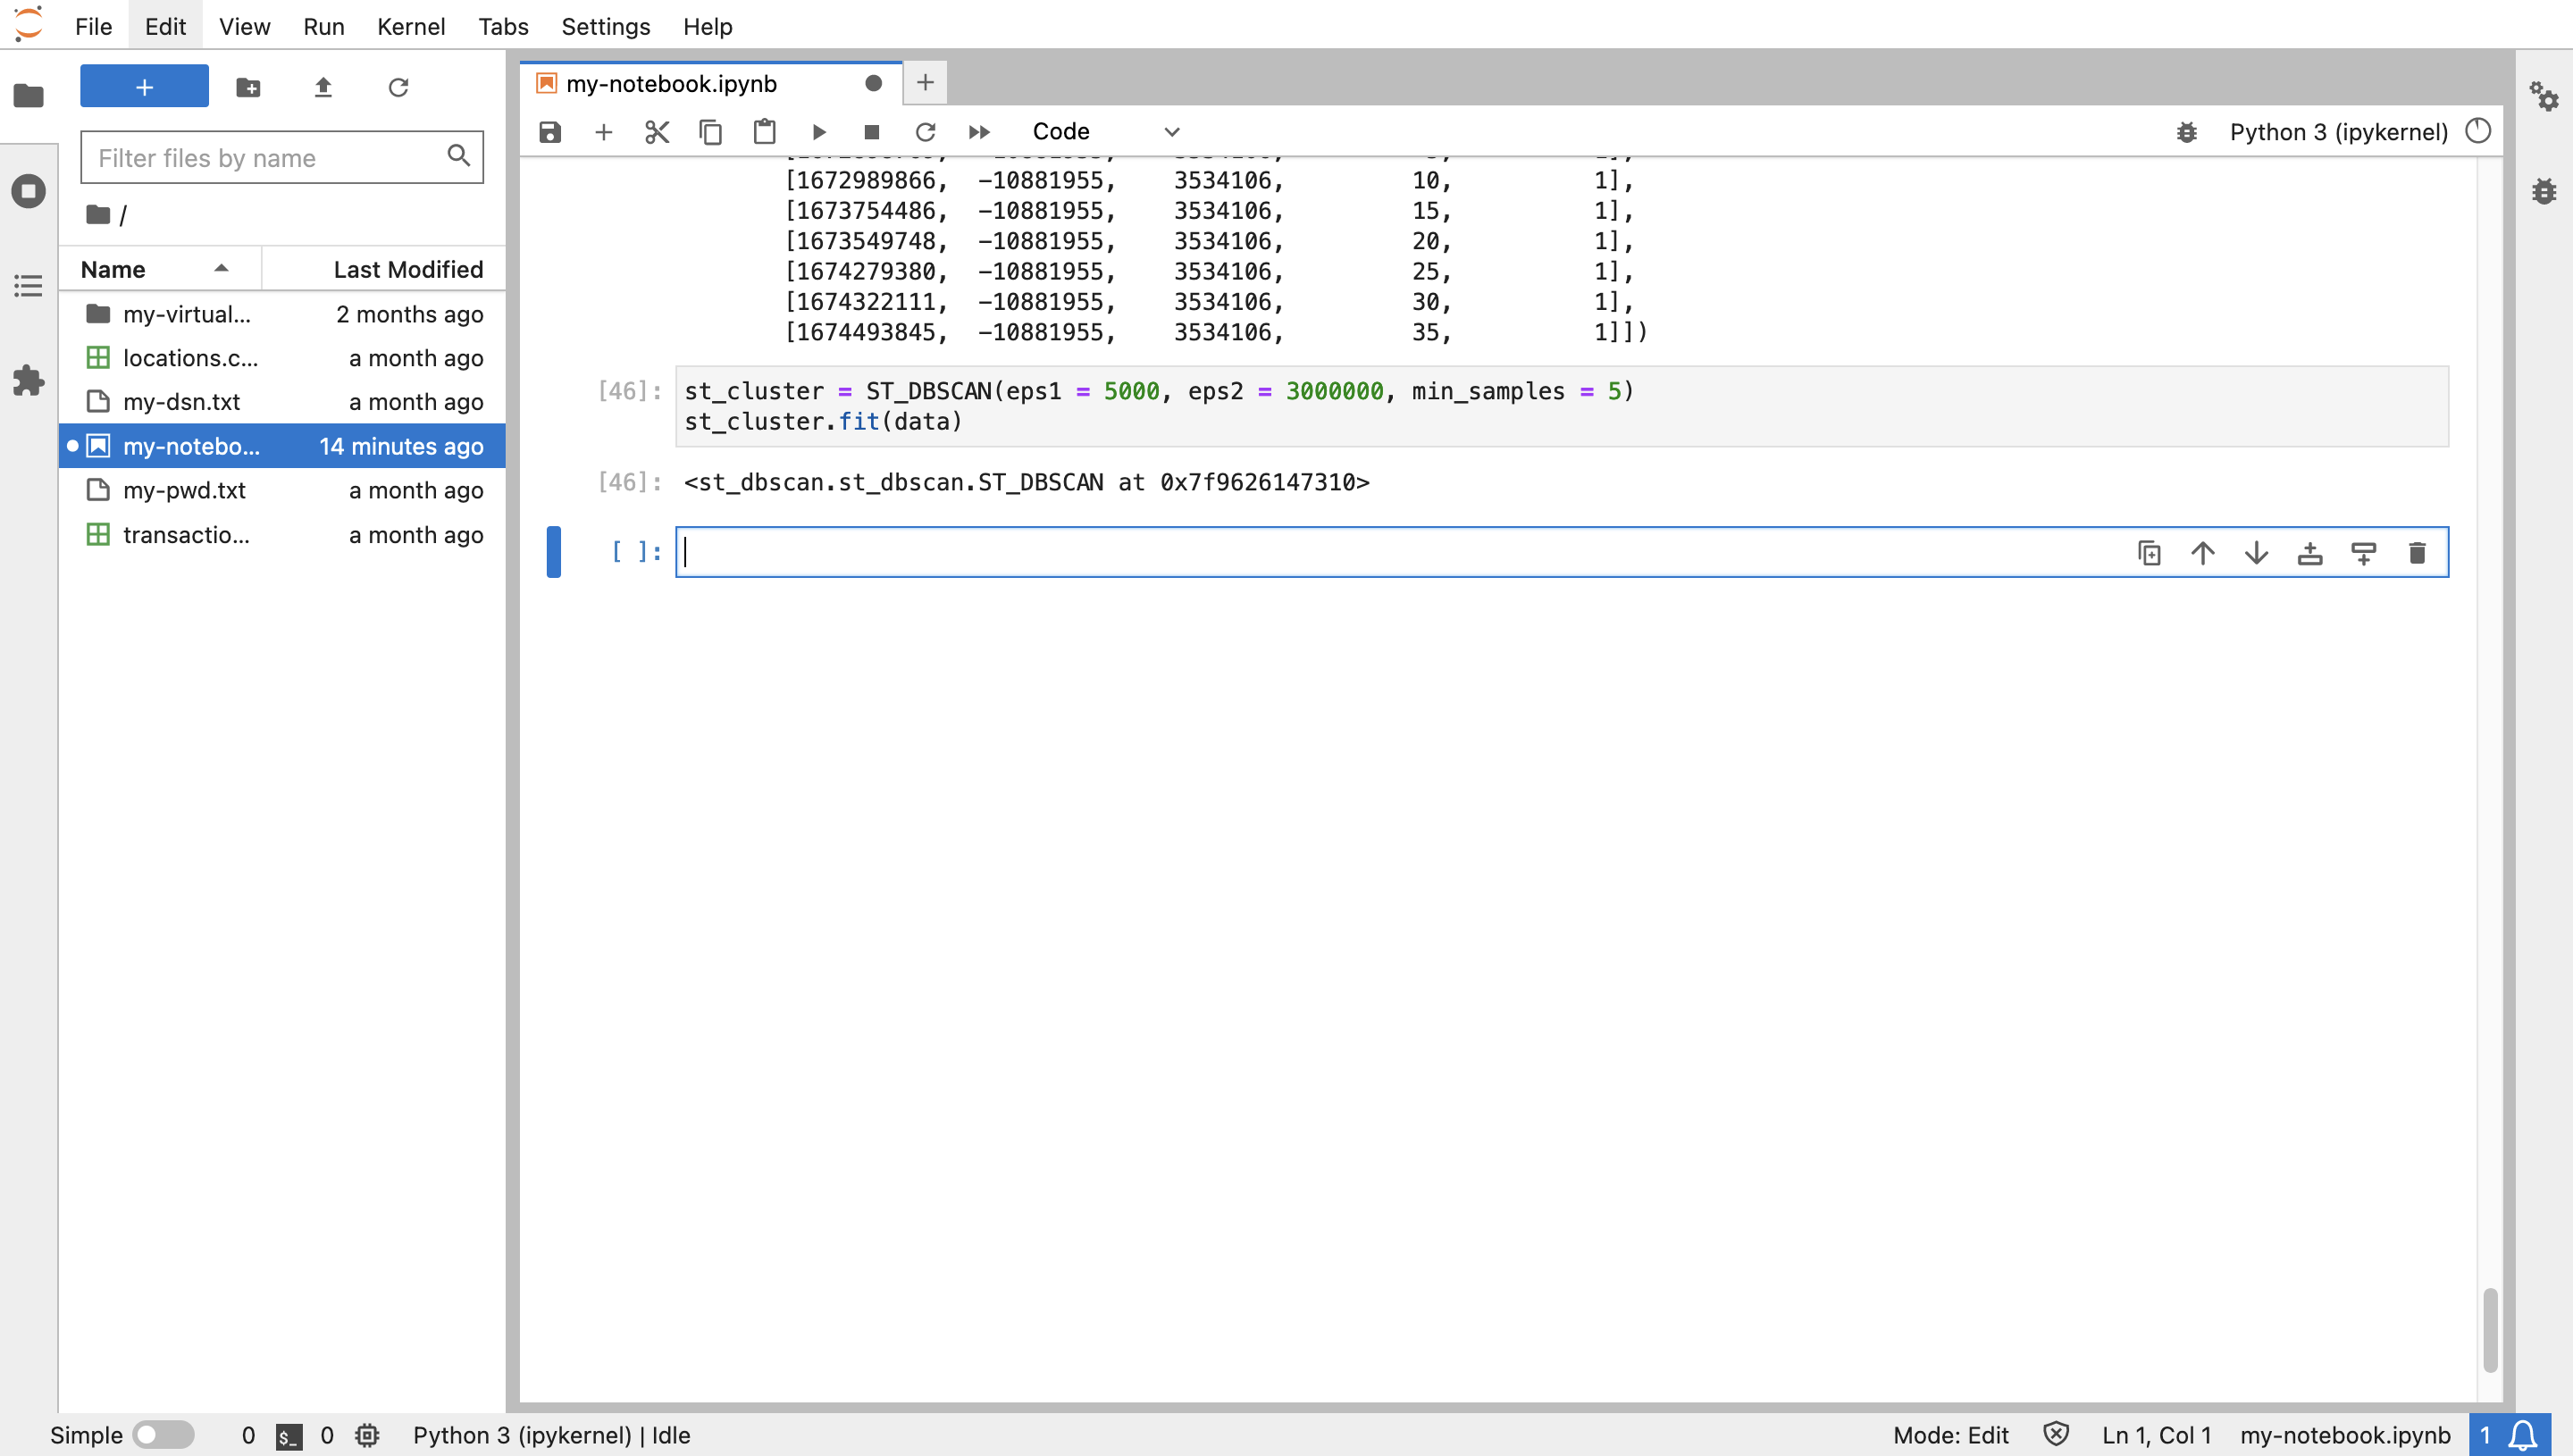 File Edit View Run Kernel Tabs Settings Help
my-notebook.ipynb
Filter files by name
/
Name Last Modified
my-virtual... 2 months ago
locations.c... a month ago
my-dsn.txt a month ago
my-notebo... 14 minutes ago
my-pwd.txt a month ago
transactio... a month ago
Code
Python 3 (ipykernel)
[1672989866, -10881955, 3534106, 10, 1],
[1673754486, -10881955, 3534106, 15, 1],
[1673549748, -10881955, 3534106, 20, 1],
[1674279380, -10881955, 3534106, 25, 1],
[1674322111, -10881955, 3534106, 30, 1],
[1674493845, -10881955, 3534106, 35, 1]])
[46]: st_cluster = ST_DBSCAN(eps1 = 5000, eps2 = 3000000, min_samples = 5)
st_cluster.fit(data)
[46]: <st_dbscan.st_dbscan.ST_DBSCAN at 0x7f9626147310>
[ ]:
Simple 0 $_ 0 Python 3 (ipykernel) | Idle Mode: Edit Ln 1, Col 1 my-notebook.ipynb 1